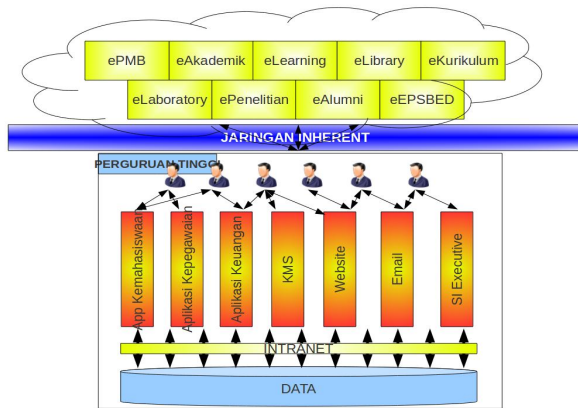 ePMB eAkademik eLearning eLibrary eKurikulum
eLaboratory ePenelitian eAlumni eEPSBED
JARINGAN INHERENT
PERGURUAN TINGGI
App Kemahasiswaan
Aplikasi Kepegawaian
Aplikasi Keuangan
KMS
Website
Email
SI Executive
INTRANET
DATA